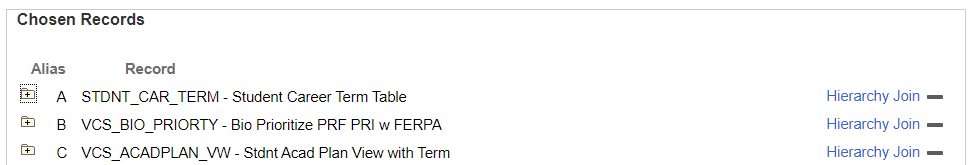 Chosen Records
Alias Record
A STDNT_CAR_TERM - Student Career Term Table Hierarchy Join
B VCS_BIO_PRIORTY - Bio Prioritize PRF PRI w FERPA Hierarchy Join
C VCS_ACADPLAN_VW - Stdnt Acad Plan View with Term Hierarchy Join